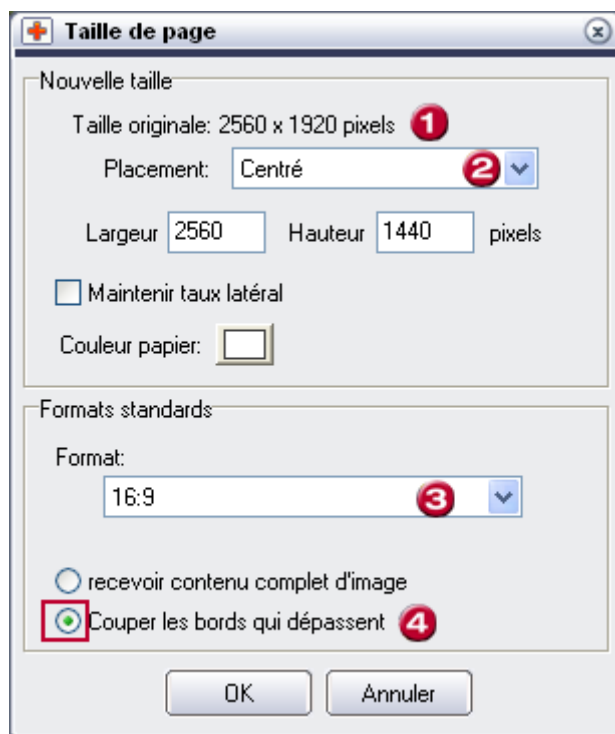 Taille de page
Nouvelle taille
Taille originale: 2560 x 1920 pixels 1
Placement: Centré 2
Largeur 2560 Hauteur 1440 pixels
Maintenir taux latéral
Couleur papier:
Formats standards
Format:
16:9 3
recevoir contenu complet d'image
Couper les bords qui dépassent 4
OK Annuler